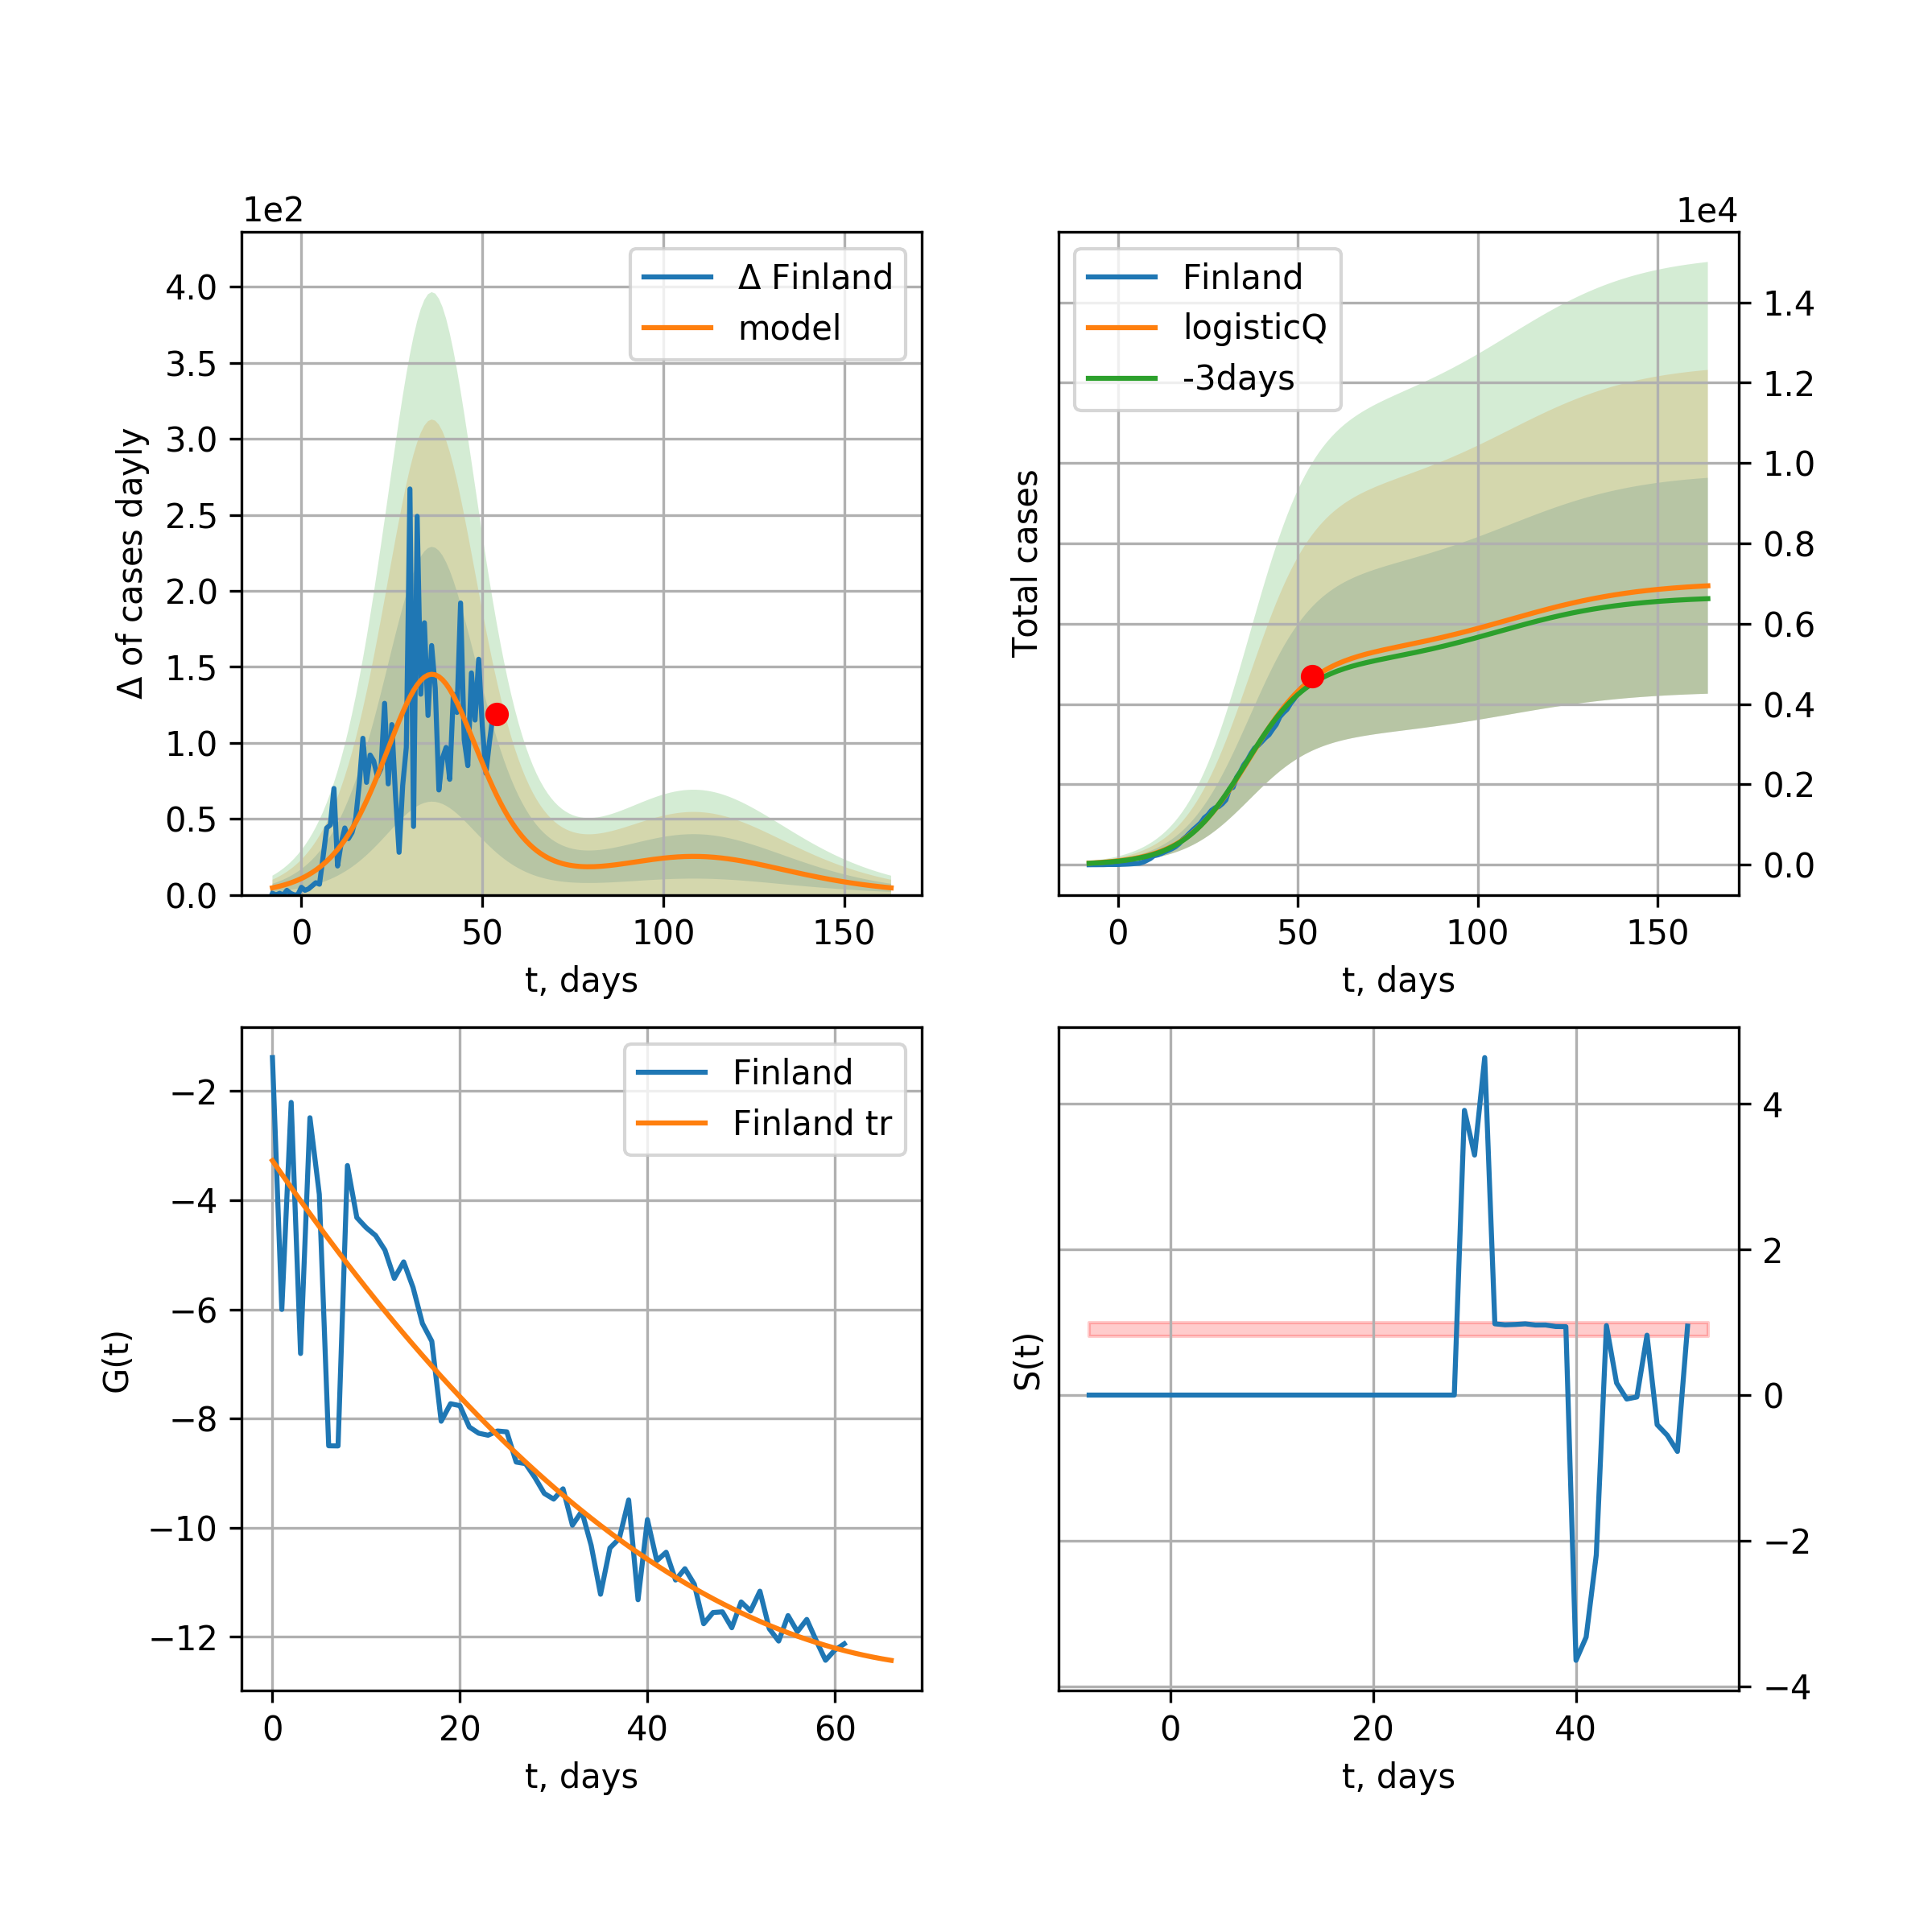 1e2
Δ of cases dayly
4.0
3.5
3.0
2.5
2.0
1.5
1.0
0.5
0.0
Δ Finland
model
0 50 100 150
t, days
1e4
Total cases
Finland
logisticQ
-3days
1.4
1.2
1.0
0.8
0.6
0.4
0.2
0.0
0 50 100 150
t, days
G(t)
−2
−4
−6
−8
−10
−12
Finland
Finland tr
0 20 40 60
t, days
S(t)
4
2
0
−2
−4
0 20 40
t, days